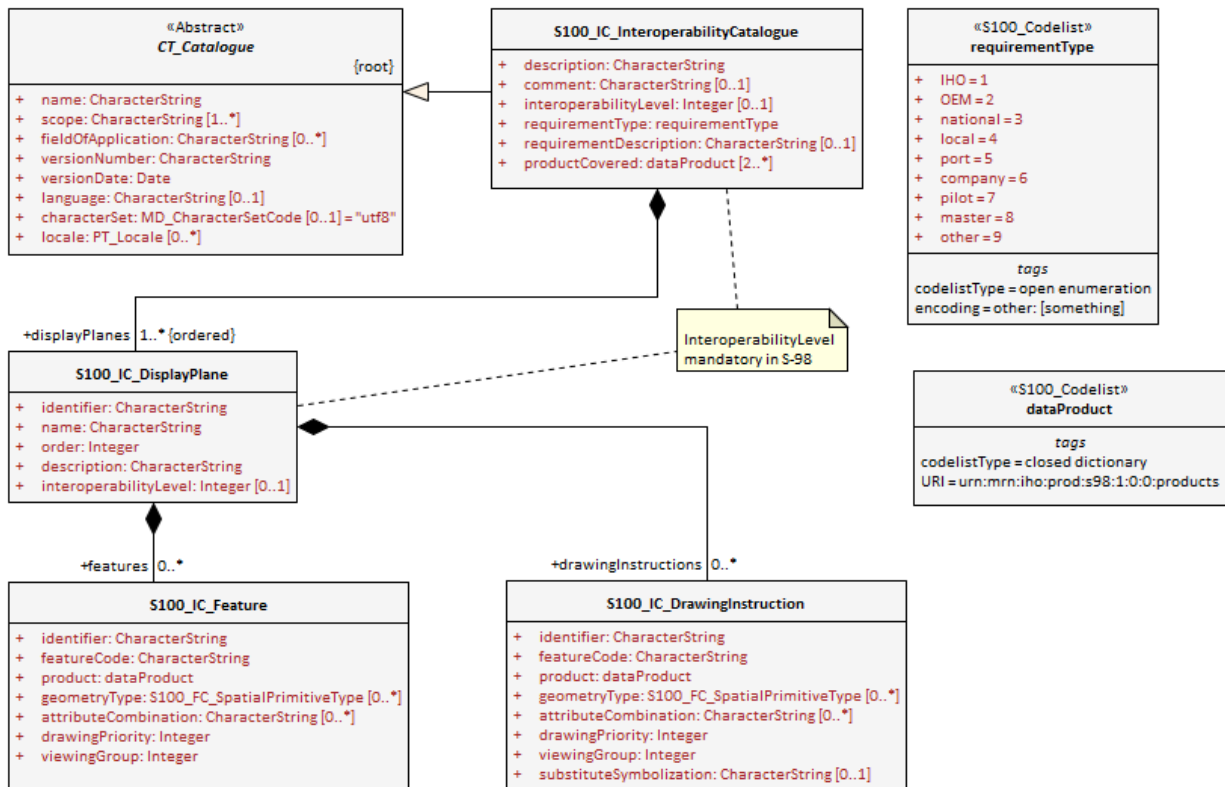 «Abstract»
CT_Catalogue
{root}
+ name: CharacterString
+ scope: CharacterString [1..*]
+ fieldOfApplication: CharacterString [0..*]
+ versionNumber: CharacterString
+ versionDate: Date
+ language: CharacterString [0..1]
+ characterSet: MD_CharacterSetCode [0..1] = "utf8"
+ locale: PT_Locale [0..*]
S100_IC_InteroperabilityCatalogue
+ description: CharacterString
+ comment: CharacterString [0..1]
+ interoperabilityLevel: Integer [0..1]
+ requirementType: requirementType
+ requirementDescription: CharacterString [0..1]
+ productCovered: dataProduct [2..*]
«S100_Codelist»
requirementType
+ IHO = 1
+ OEM = 2
+ national = 3
+ local = 4
+ port = 5
+ company = 6
+ pilot = 7
+ master = 8
+ other = 9
tags
codelistType = open enumeration
encoding = other: [something]
+displayPlanes 1..* {ordered}
InteroperabilityLevel
mandatory in S-98
S100_IC_DisplayPlane
+ identifier: CharacterString
+ name: CharacterString
+ order: Integer
+ description: CharacterString
+ interoperabilityLevel: Integer [0..1]
«S100_Codelist»
dataProduct
tags
codelistType = closed dictionary
URI = urn:mrn:iho:prod:s98:1:0:0:products
+features 0..*
+drawingInstructions 0..*
S100_IC_Feature
+ identifier: CharacterString
+ featureCode: CharacterString
+ product: dataProduct
+ geometryType: S100_FC_SpatialPrimitiveType [0..*]
+ attributeCombination: CharacterString [0..*]
+ drawingPriority: Integer
+ viewingGroup: Integer
S100_IC_DrawingInstruction
+ identifier: CharacterString
+ featureCode: CharacterString
+ product: dataProduct
+ geometryType: S100_FC_SpatialPrimitiveType [0..*]
+ attributeCombination: CharacterString [0..*]
+ drawingPriority: Integer
+ viewingGroup: Integer
+ substituteSymbolization: CharacterString [0..1]